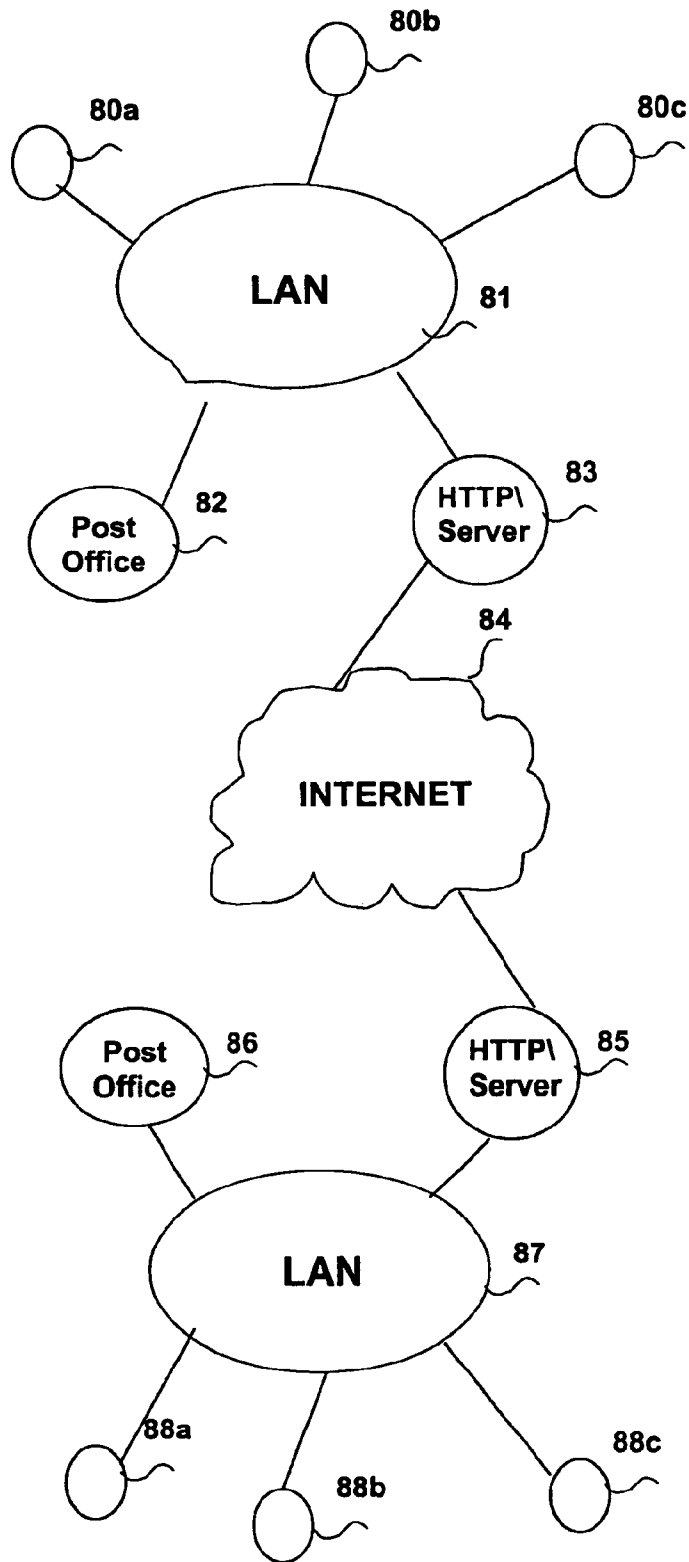 80b
80a
80c
LAN
81
82
83
Post
Office
HTTP\
Server
84
INTERNET
86
85
Post
Office
HTTP\
Server
87
LAN
88a
88b
88c